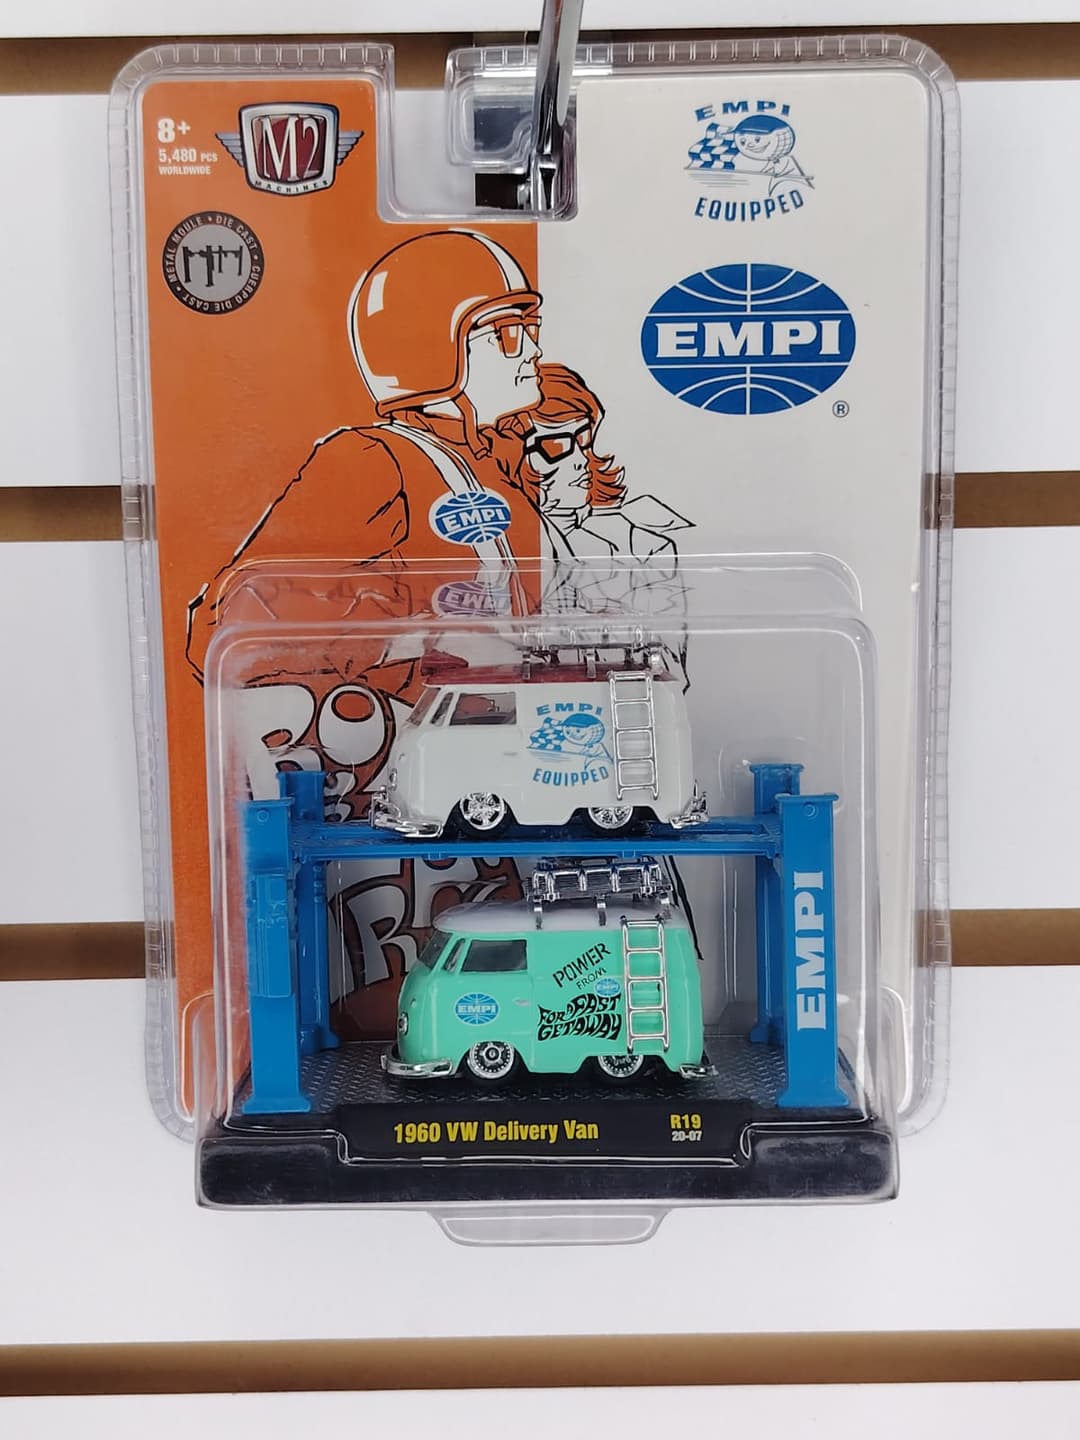 8+
5,480 PCS
WORLDWIDE
M2
MACHINES
METAL MOULE • DIE CAST • CUERPO DIE CAST •
EMPI
EQUIPPED
EMPI
®
EMPI
EMPI
EQUIPPED
EMPI
POWER
FROM
EMPI
FOR A FAST
GETAWAY
EMPI
1960 VW Delivery Van
R19
20-07